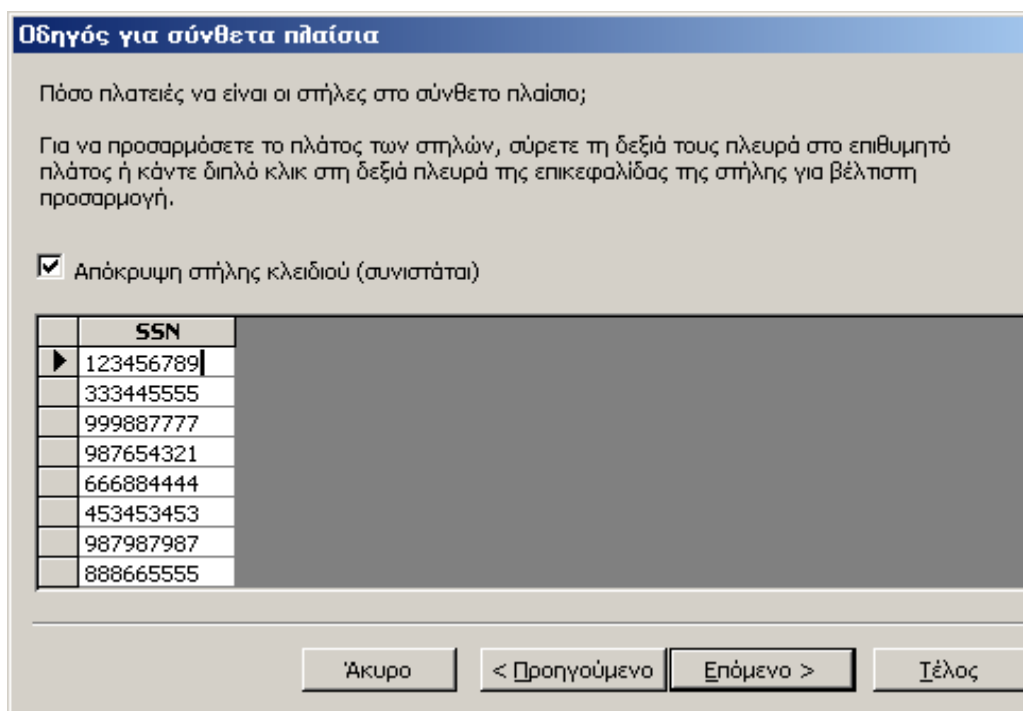 Οδηγός για σύνθετα πλαίσια
Πόσο πλατειές να είναι οι στήλες στο σύνθετο πλαίσιο;
Για να προσαρμόσετε το πλάτος των στηλών, σύρετε τη δεξιά τους πλευρά στο επιθυμητό
πλάτος ή κάντε διπλό κλικ στη δεξιά πλευρά της επικεφαλίδας της στήλης για βέλτιστη
προσαρμογή.
Απόκρυψη στήλης κλειδιού (συνιστάται)
SSN
123456789
333445555
999887777
987654321
666884444
453453453
987987987
888665555
Άκυρο < Προηγούμενο Επόμενο > Τέλος